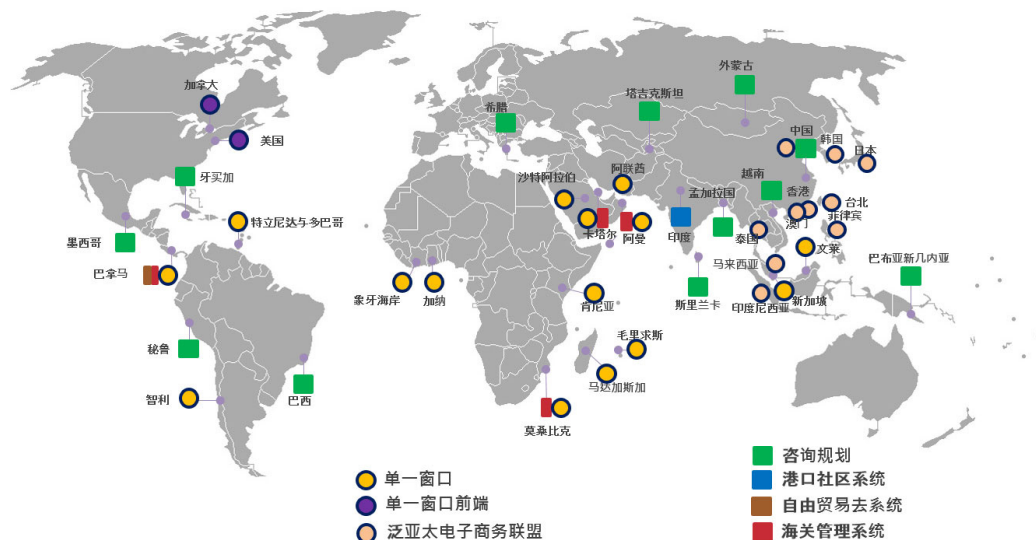 加拿大
美国
牙买加
墨西哥
特立尼达与多巴哥
巴拿马
秘鲁
智利
巴西
希腊
塔吉克斯坦
外蒙古
中国
韩国
日本
沙特阿拉伯
阿联酋
孟加拉国
越南
香港
台北
卡塔尔
阿曼
印度
泰国
澳门
菲律宾
文莱
马来西亚
巴布亚新几内亚
象牙海岸
加纳
肯尼亚
斯里兰卡
印度尼西亚
新加坡
毛里求斯
马达加斯加
莫桑比克
单一窗口
单一窗口前端
泛亚太电子商务联盟
咨询规划
港口社区系统
自由贸易去系统
海关管理系统